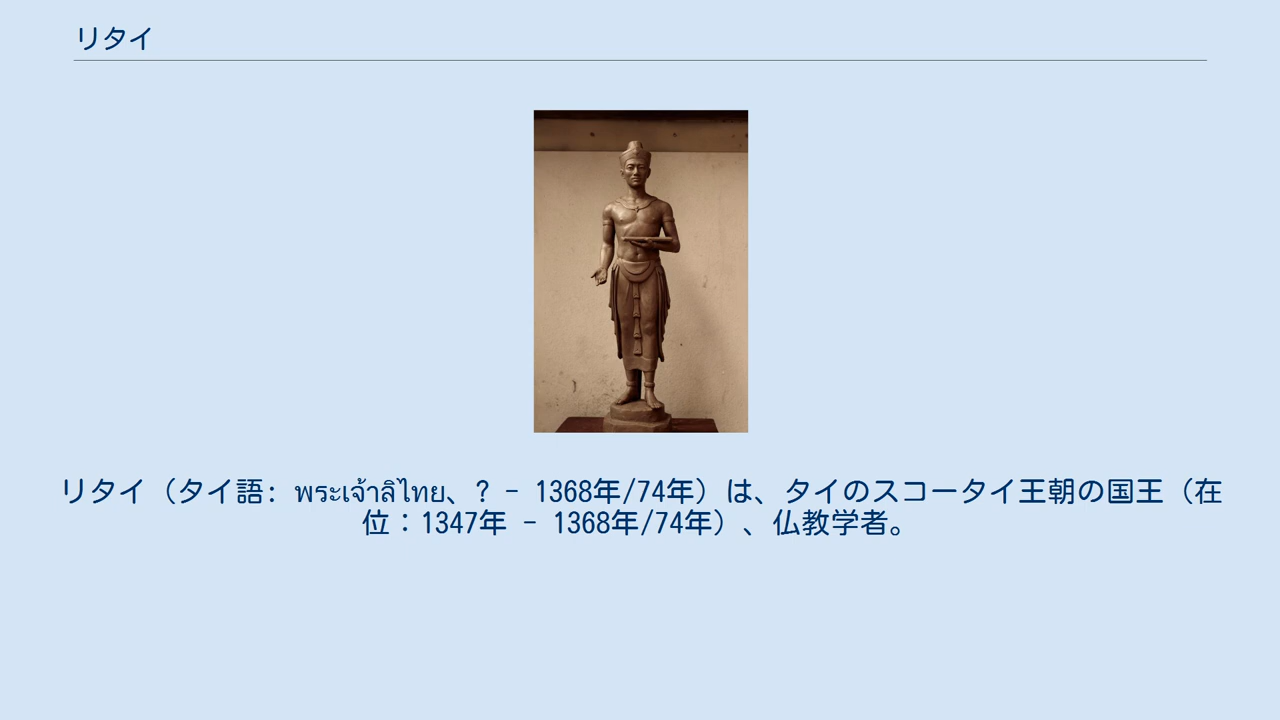 リタイ
リタイ（タイ語: พระเจ้าลิไทย、? - 1368年/74年）は、タイのスコータイ王朝の国王（在
位：1347年 - 1368年/74年）、仏教学者。